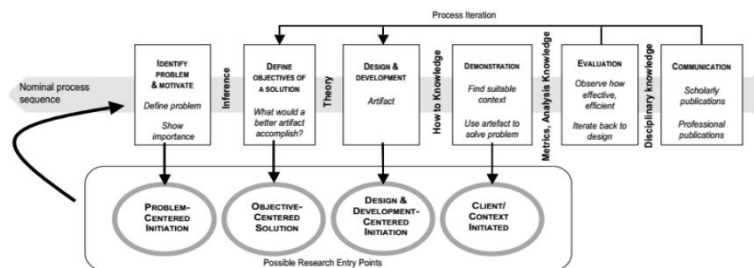 Process Iteration
Nominal process
sequence
IDENTIFY
PROBLEM
& MOTIVATE
Define problem
Show
importance
Inference
DEFINE
OBJECTIVES OF
A SOLUTION
What would a
better artifact
accomplish?
Theory
DESIGN &
DEVELOPMENT
Artifact
How to Knowledge
DEMONSTRATION
Find suitable
context
Use artefact to
solve problem
Metrics, Analysis Knowledge
EVALUATION
Observe how
effective,
efficient
Iterate back to
design
Disciplinary knowledge
COMMUNICATION
Scholarly
publications
Professional
publications
PROBLEM-
CENTERED
INITIATION
OBJECTIVE-
CENTERED
SOLUTION
DESIGN &
DEVELOPMENT-
CENTERED
INITIATION
CLIENT/
CONTEXT
INITIATED
Possible Research Entry Points